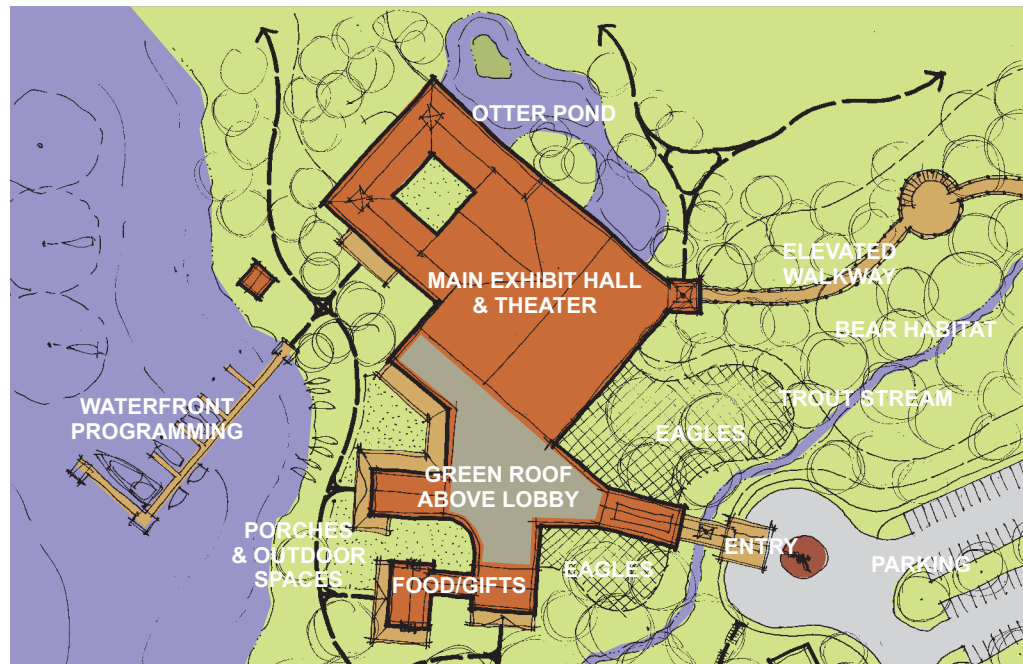 OTTER POND
ELEVATED
WALKWAY
MAIN EXHIBIT HALL
& THEATER
BEAR HABITAT
TROUT STREAM
WATERFRONT
PROGRAMMING
EAGLES
GREEN ROOF
ABOVE LOBBY
PORCHES
& OUTDOOR
SPACES
ENTRY
PARKING
EAGLES
FOOD/GIFTS